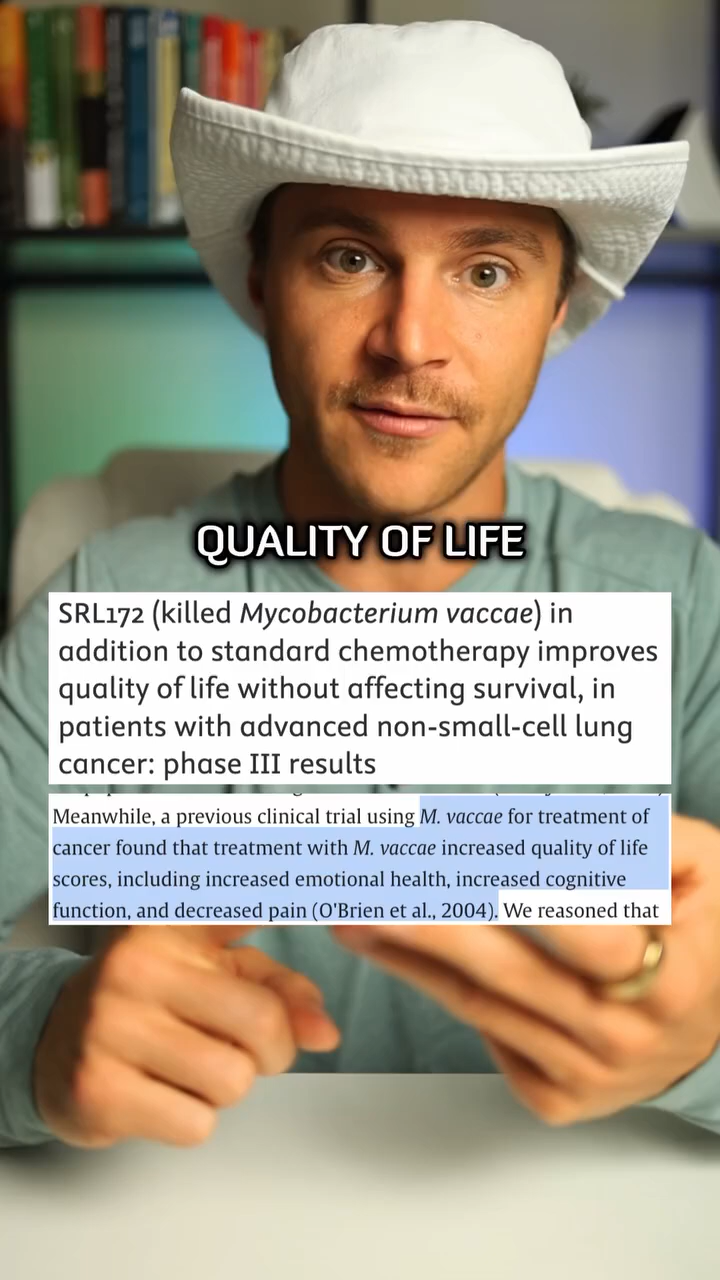 QUALITY OF LIFE
SRL172 (killed Mycobacterium vaccae) in
addition to standard chemotherapy improves
quality of life without affecting survival, in
patients with advanced non-small-cell lung
cancer: phase III results
Meanwhile, a previous clinical trial using M. vaccae for treatment of
cancer found that treatment with M. vaccae increased quality of life
scores, including increased emotional health, increased cognitive
function, and decreased pain (O'Brien et al., 2004). We reasoned that